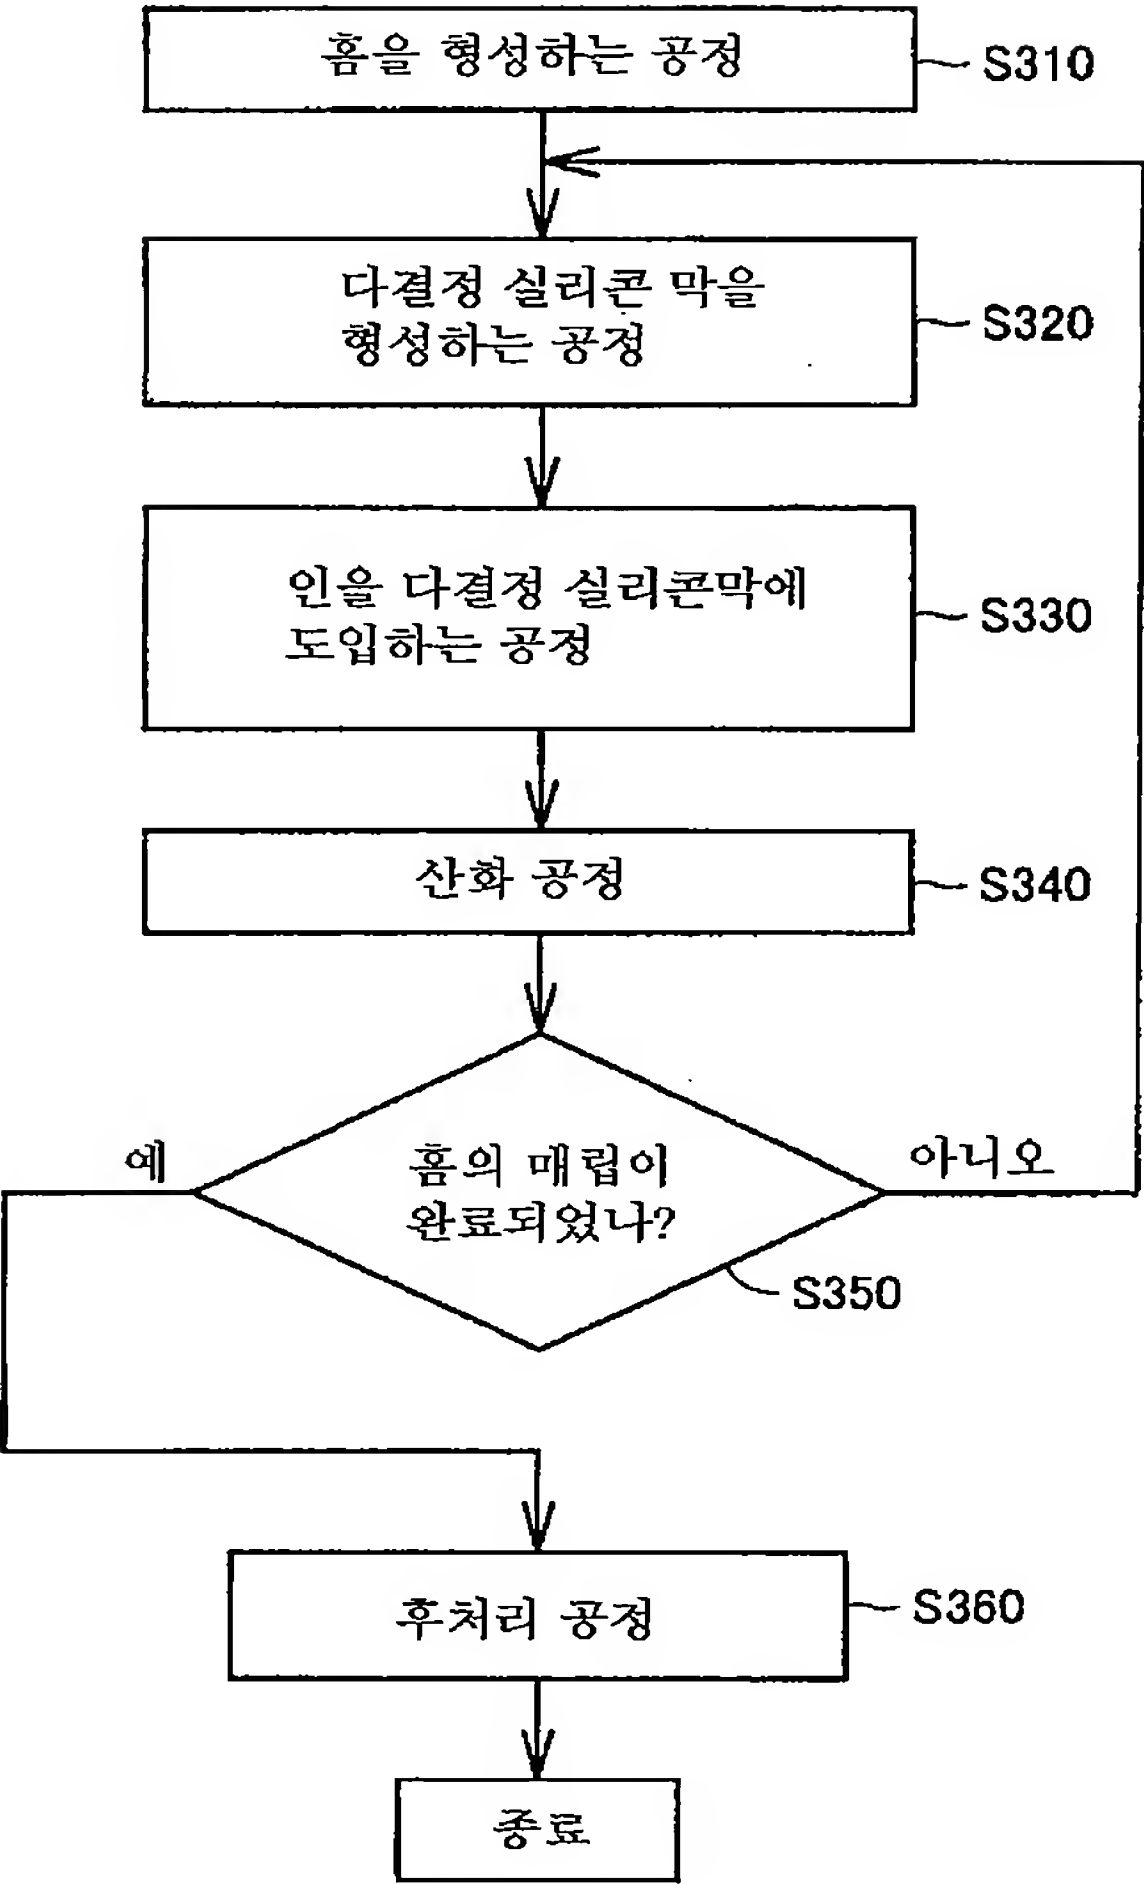 홈을 형성하는 공정
S310
다결정 실리콘 막을
형성하는 공정
S320
인을 다결정 실리콘막에
도입하는 공정
S330
산화 공정
S340
예
홈의 매립이
완료되었나?
아니오
S350
후처리 공정
S360
종료